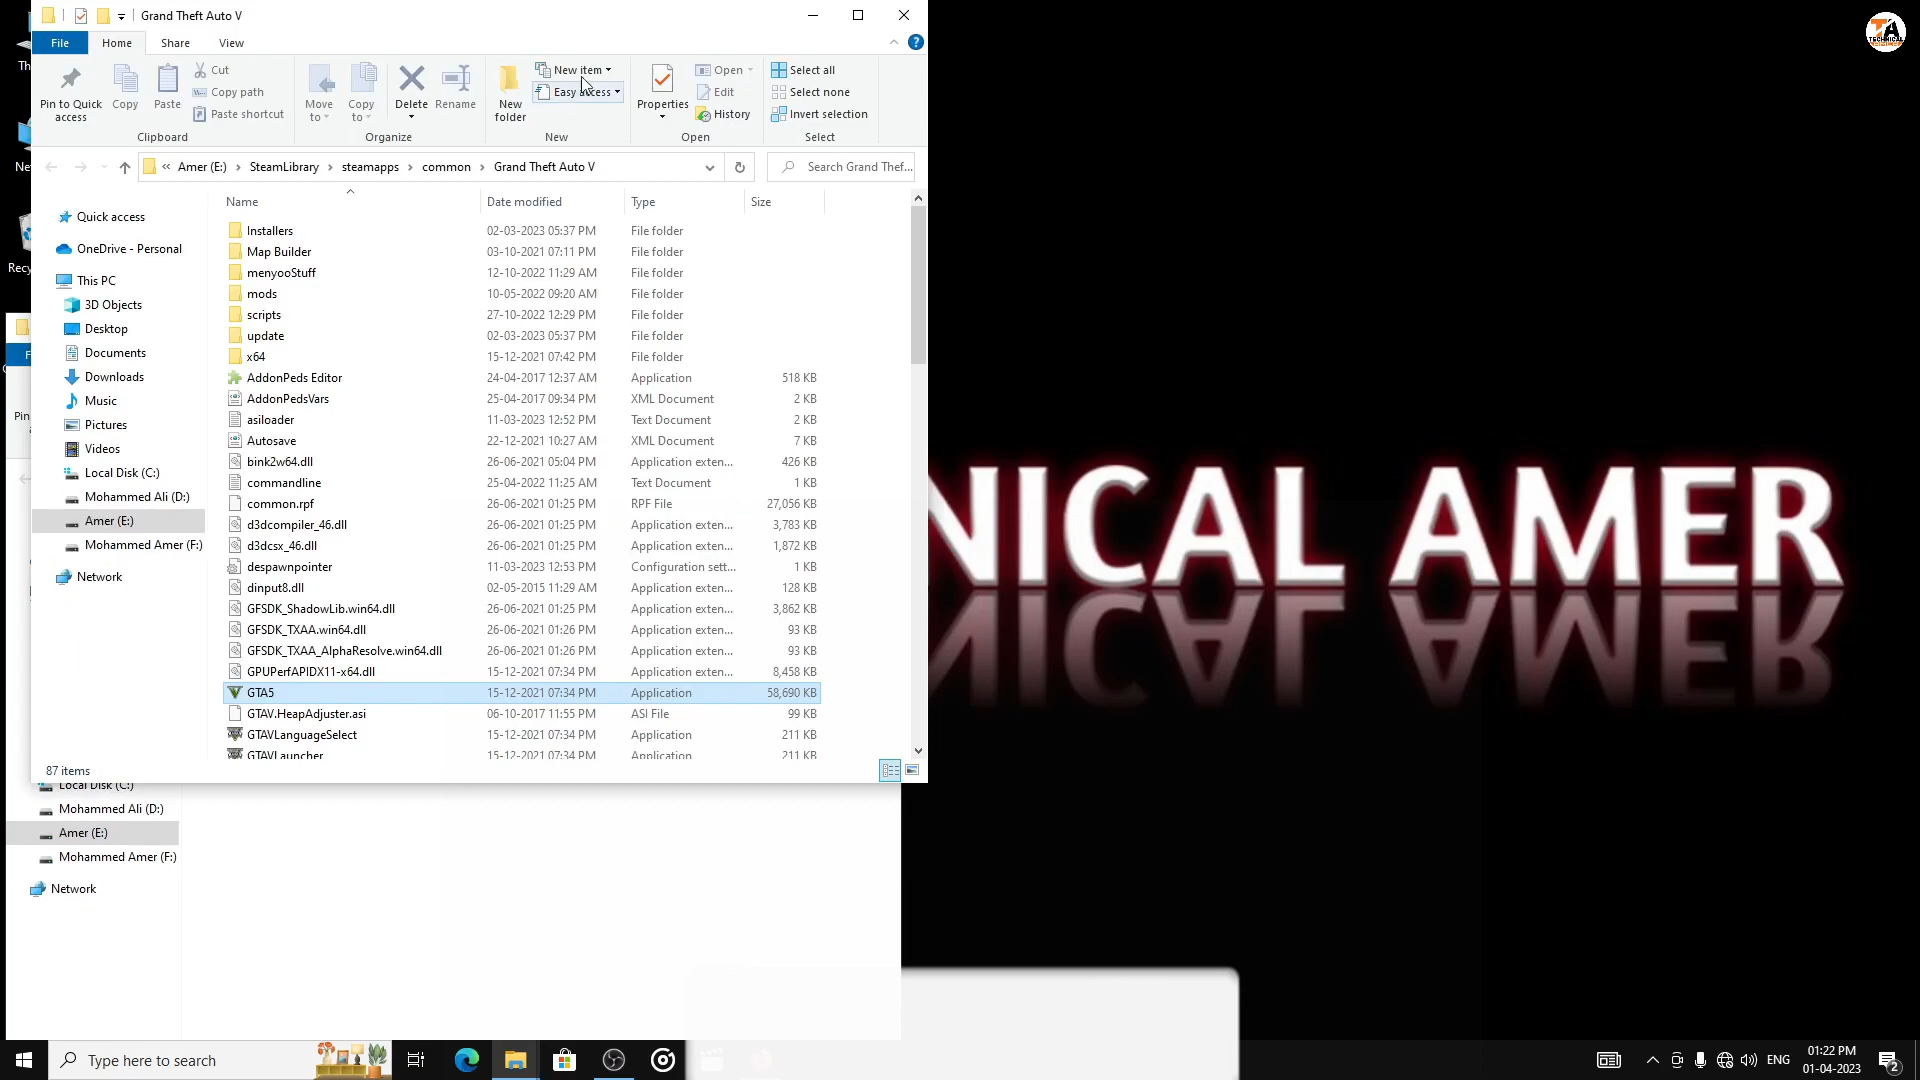 Grand Theft Auto V
File Home Share View
Pin to Quick access
Copy
Paste
Cut
Copy path
Paste shortcut
Clipboard
Move to
Copy to
Delete
Rename
Organize
New folder
New item
Easy access
New
Properties
Open
Edit
History
Open
Select all
Select none
Invert selection
Select
« Amer (E:) › SteamLibrary › steamapps › common › Grand Theft Auto V
Search Grand Thef...
Name Date modified Type Size
Quick access
OneDrive - Personal
This PC
3D Objects
Desktop
Documents
Downloads
Music
Pictures
Videos
Local Disk (C:)
Mohammed Ali (D:)
Amer (E:)
Mohammed Amer (F:)
Network
Installers 02-03-2023 05:37 PM File folder
Map Builder 03-10-2021 07:11 PM File folder
menyooStuff 12-10-2022 11:29 AM File folder
mods 10-05-2022 09:20 AM File folder
scripts 27-10-2022 12:29 PM File folder
update 02-03-2023 05:37 PM File folder
x64 15-12-2021 07:42 PM File folder
AddonPeds Editor 24-04-2017 12:37 AM Application 518 KB
AddonPedsVars 25-04-2017 09:34 PM XML Document 2 KB
asiloader 11-03-2023 12:52 PM Text Document 2 KB
Autosave 22-12-2021 10:27 AM XML Document 7 KB
bink2w64.dll 26-06-2021 05:04 PM Application exten... 426 KB
commandline 25-04-2022 11:25 AM Text Document 1 KB
common.rpf 26-06-2021 01:25 PM RPF File 27,056 KB
d3dcompiler_46.dll 26-06-2021 01:25 PM Application exten... 3,783 KB
d3dcsx_46.dll 26-06-2021 01:25 PM Application exten... 1,872 KB
despawnpointer 11-03-2023 12:53 PM Configuration sett... 1 KB
dinput8.dll 02-05-2015 11:29 AM Application exten... 128 KB
GFSDK_ShadowLib.win64.dll 26-06-2021 01:25 PM Application exten... 3,862 KB
GFSDK_TXAA.win64.dll 26-06-2021 01:26 PM Application exten... 93 KB
GFSDK_TXAA_AlphaResolve.win64.dll 26-06-2021 01:26 PM Application exten... 93 KB
GPUPerfAPIDX11-x64.dll 15-12-2021 07:34 PM Application exten... 8,458 KB
GTA5 15-12-2021 07:34 PM Application 58,690 KB
GTAV.HeapAdjuster.asi 06-10-2017 11:55 PM ASI File 99 KB
GTAVLanguageSelect 15-12-2021 07:34 PM Application 211 KB
GTAVLauncher 15-12-2021 07:34 PM Application 211 KB
87 items
Local Disk (C:)
Mohammed Ali (D:)
Amer (E:)
Mohammed Amer (F:)
Network
NICAL AMER
TA
TECHNICAL
Type here to search
ENG
01:22 PM
01-04-2023
2